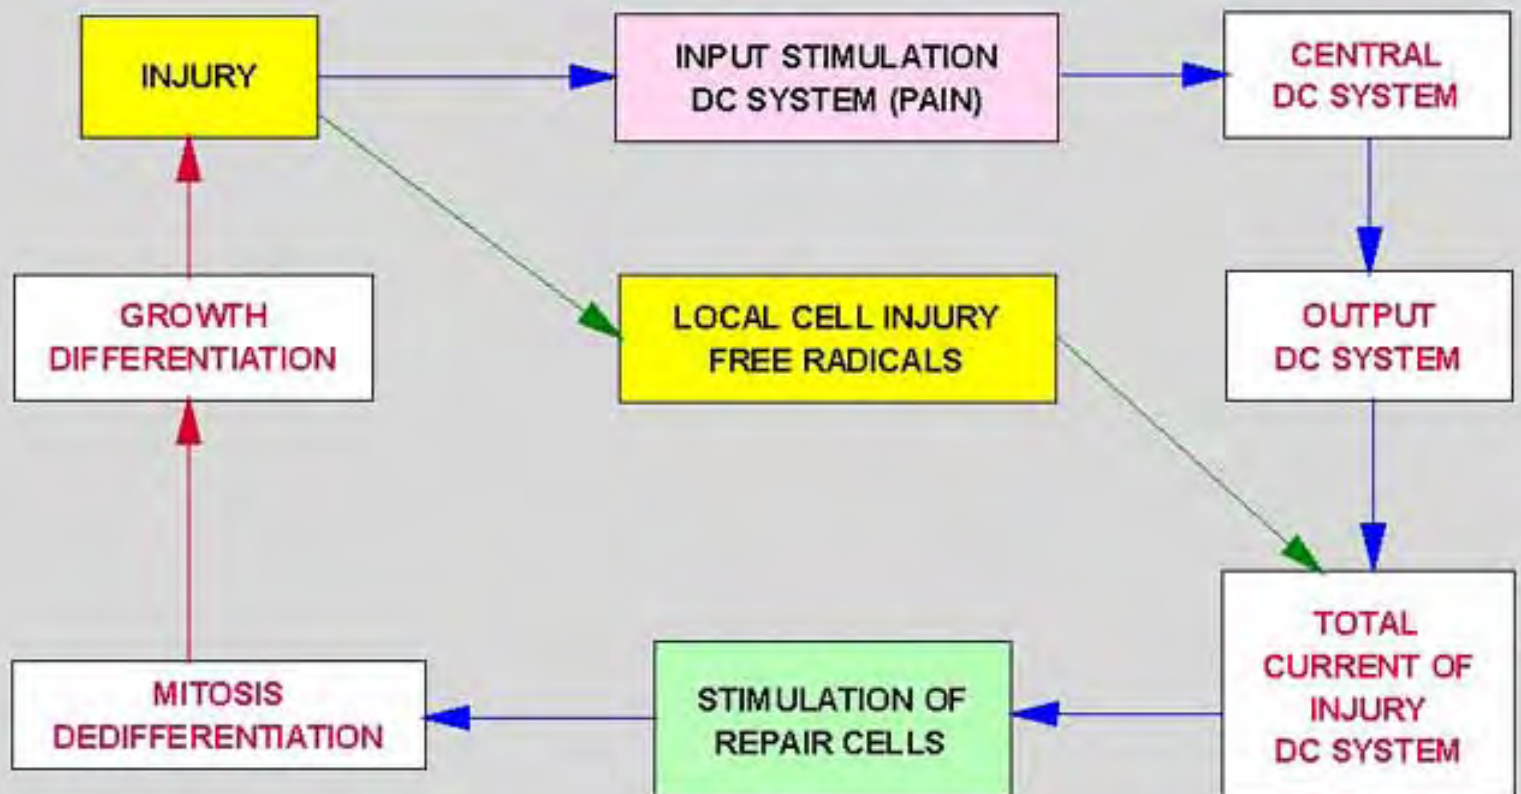 INJURY
INPUT STIMULATION
DC SYSTEM (PAIN)
CENTRAL
DC SYSTEM
GROWTH
DIFFERENTIATION
LOCAL CELL INJURY
FREE RADICALS
OUTPUT
DC SYSTEM
MITOSIS
DEDIFFERENTIATION
STIMULATION OF
REPAIR CELLS
TOTAL
CURRENT OF
INJURY
DC SYSTEM